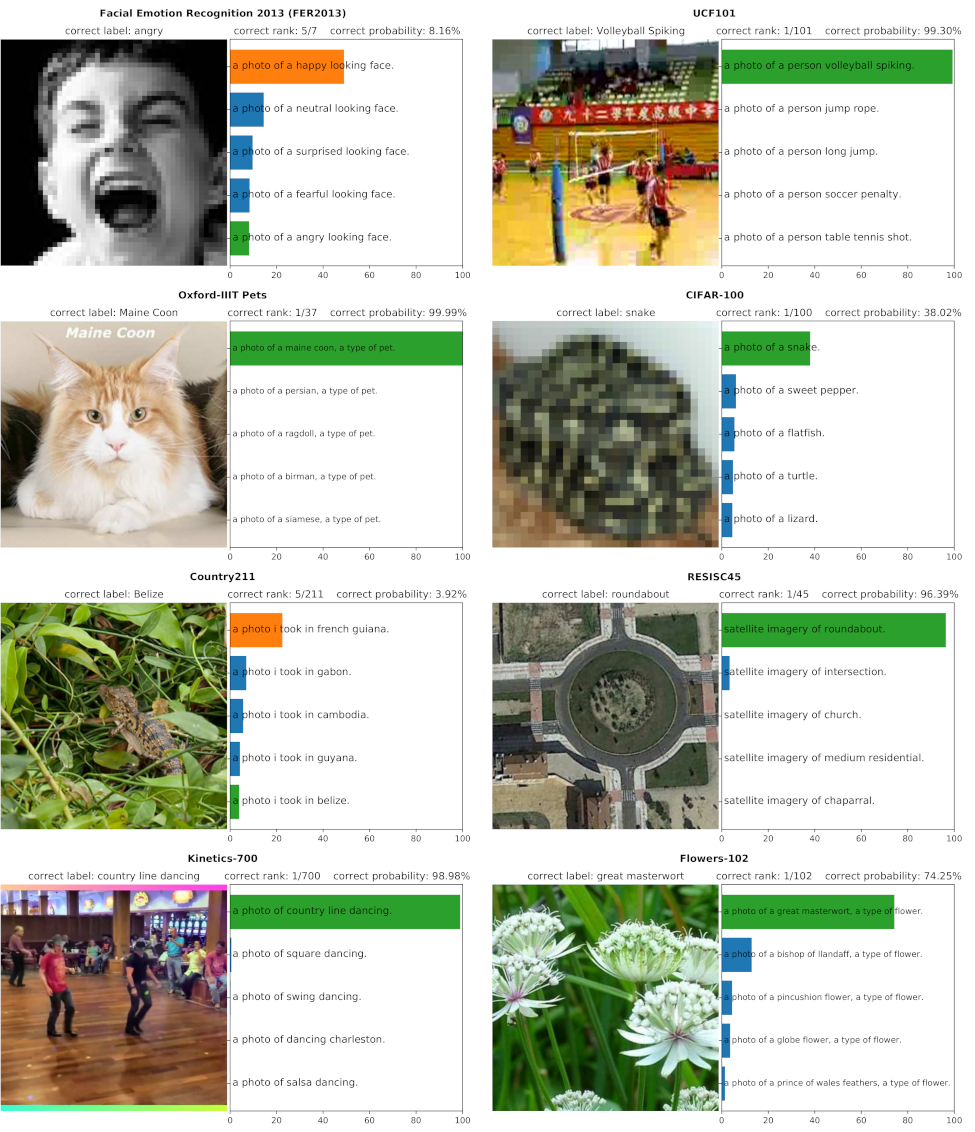 Facial Emotion Recognition 2013 (FER2013)
correct label: angry correct rank: 5/7 correct probability: 8.16%
a photo of a happy looking face.
a photo of a neutral looking face.
a photo of a surprised looking face.
a photo of a fearful looking face.
a photo of a angry looking face.
0 20 40 60 80 100
UCF101
correct label: Volleyball Spiking correct rank: 1/101 correct probability: 99.30%
九十二學年度高級中華
a photo of a person volleyball spiking.
a photo of a person jump rope.
a photo of a person long jump.
a photo of a person soccer penalty.
a photo of a person table tennis shot.
0 20 40 60 80 100
Oxford-IIIT Pets
correct label: Maine Coon correct rank: 1/37 correct probability: 99.99%
Maine Coon
a photo of a maine coon, a type of pet.
a photo of a persian, a type of pet.
a photo of a ragdoll, a type of pet.
a photo of a birman, a type of pet.
a photo of a siamese, a type of pet.
0 20 40 60 80 100
CIFAR-100
correct label: snake correct rank: 1/100 correct probability: 38.02%
a photo of a snake.
a photo of a sweet pepper.
a photo of a flatfish.
a photo of a turtle.
a photo of a lizard.
0 20 40 60 80 100
Country211
correct label: Belize correct rank: 5/211 correct probability: 3.92%
a photo i took in french guiana.
a photo i took in gabon.
a photo i took in cambodia.
a photo i took in guyana.
a photo i took in belize.
0 20 40 60 80 100
RESISC45
correct label: roundabout correct rank: 1/45 correct probability: 96.39%
satellite imagery of roundabout.
satellite imagery of intersection.
satellite imagery of church.
satellite imagery of medium residential.
satellite imagery of chaparral.
0 20 40 60 80 100
Kinetics-700
correct label: country line dancing correct rank: 1/700 correct probability: 98.98%
a photo of country line dancing.
a photo of square dancing.
a photo of swing dancing.
a photo of dancing charleston.
a photo of salsa dancing.
0 20 40 60 80 100
Flowers-102
correct label: great masterwort correct rank: 1/102 correct probability: 74.25%
a photo of a great masterwort, a type of flower.
a photo of a bishop of llandaff, a type of flower.
a photo of a pincushion flower, a type of flower.
a photo of a globe flower, a type of flower.
a photo of a prince of wales feathers, a type of flower.
0 20 40 60 80 100